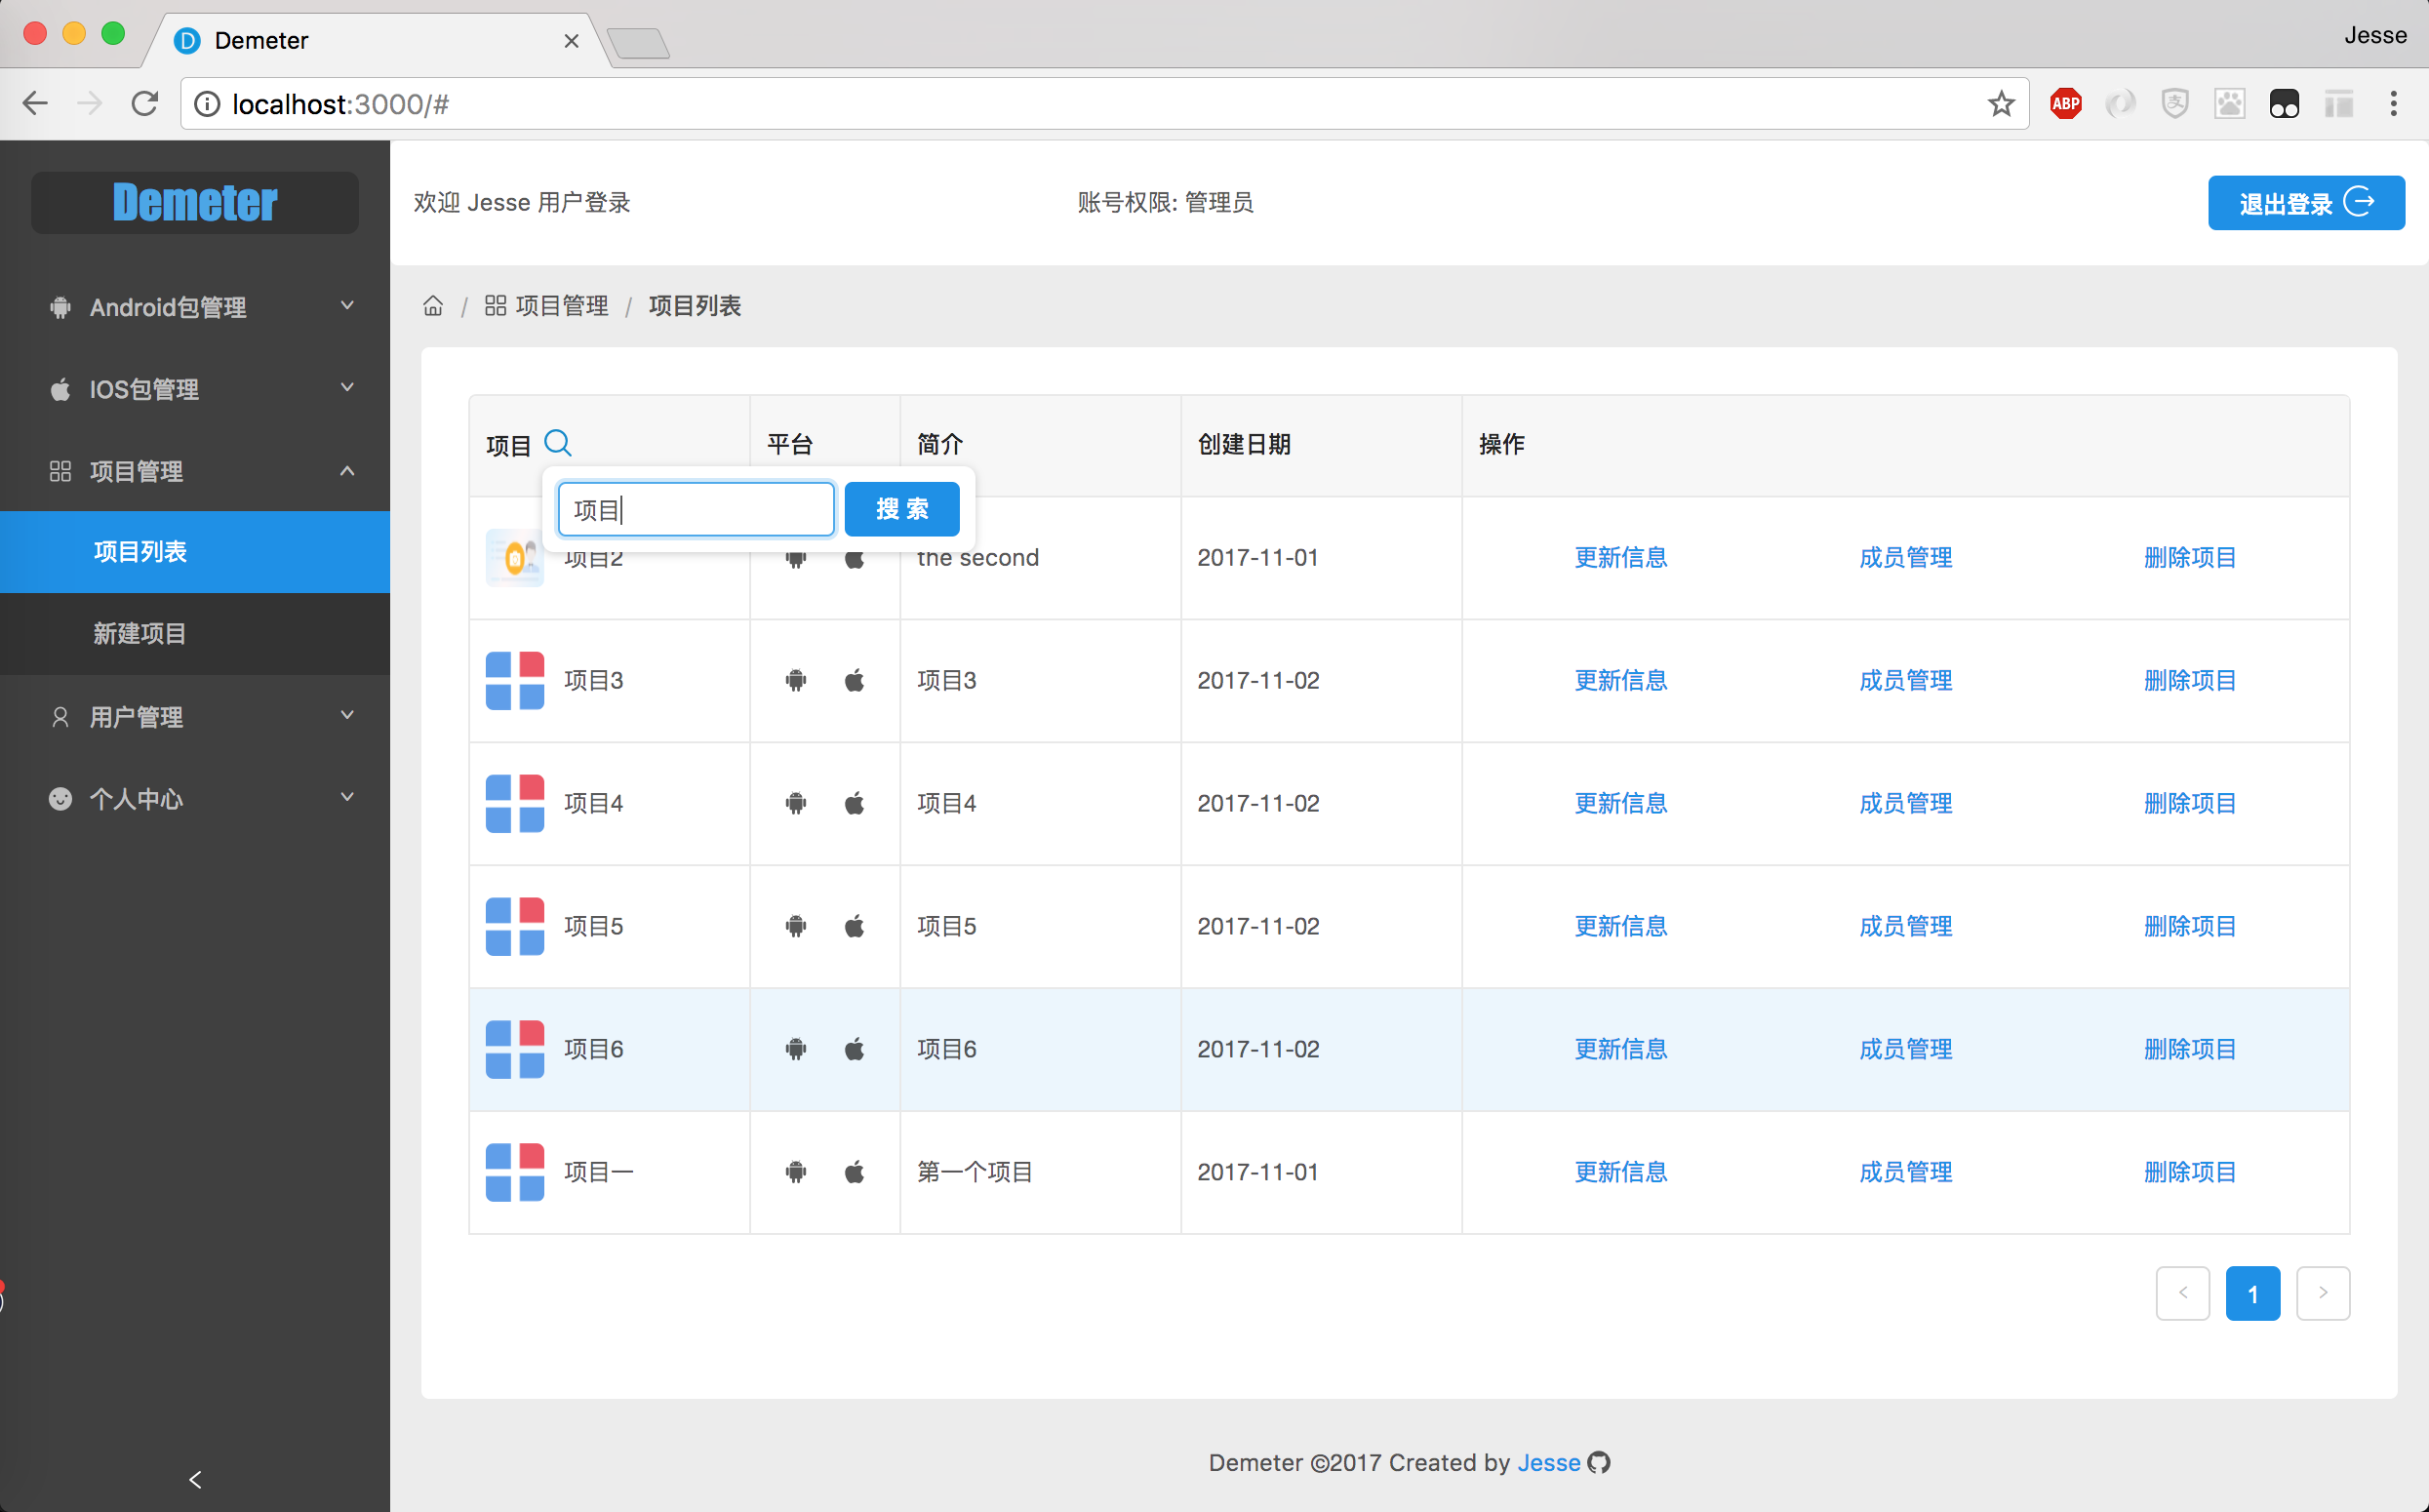 Demeter
Jesse
localhost:3000/#
ABP
Demeter
欢迎 Jesse 用户登录
账号权限: 管理员
退出登录
Android包管理
IOS包管理
项目管理
项目列表
新建项目
用户管理
个人中心
/ 项目管理 / 项目列表
项目 平台 简介 创建日期 操作
项目 搜 索
项目2 the second 2017-11-01 更新信息 成员管理 删除项目
项目3 项目3 2017-11-02 更新信息 成员管理 删除项目
项目4 项目4 2017-11-02 更新信息 成员管理 删除项目
项目5 项目5 2017-11-02 更新信息 成员管理 删除项目
项目6 项目6 2017-11-02 更新信息 成员管理 删除项目
项目一 第一个项目 2017-11-01 更新信息 成员管理 删除项目
1
Demeter ©2017 Created by Jesse